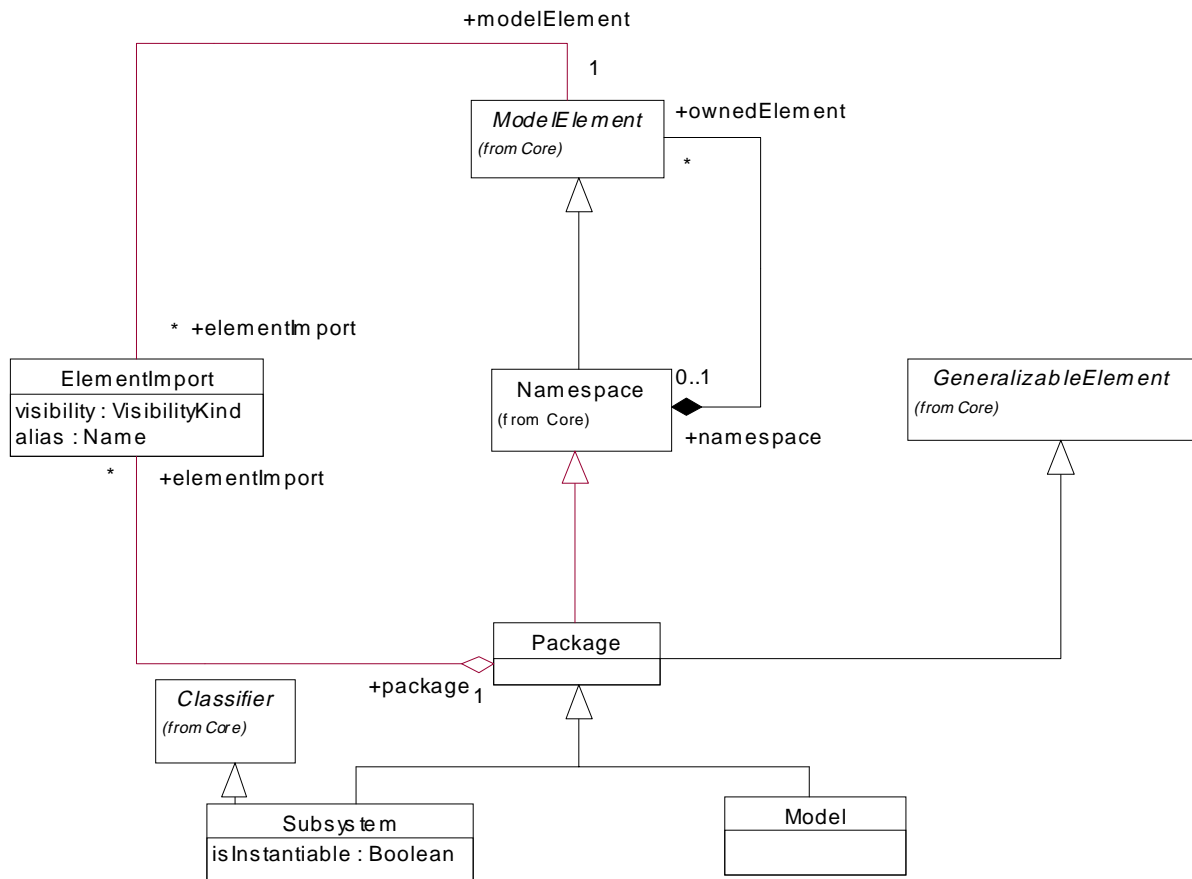 +modelElement
1
ModelElement
(from Core)
+ownedElement
*
* +elementImport
ElementImport
visibility : VisibilityKind
alias : Name
* +elementImport
Namespace
(from Core)
0..1
+namespace
GeneralizableElement
(from Core)
Package
+package 1
Classifier
(from Core)
Subsystem
isInstantiable : Boolean
Model